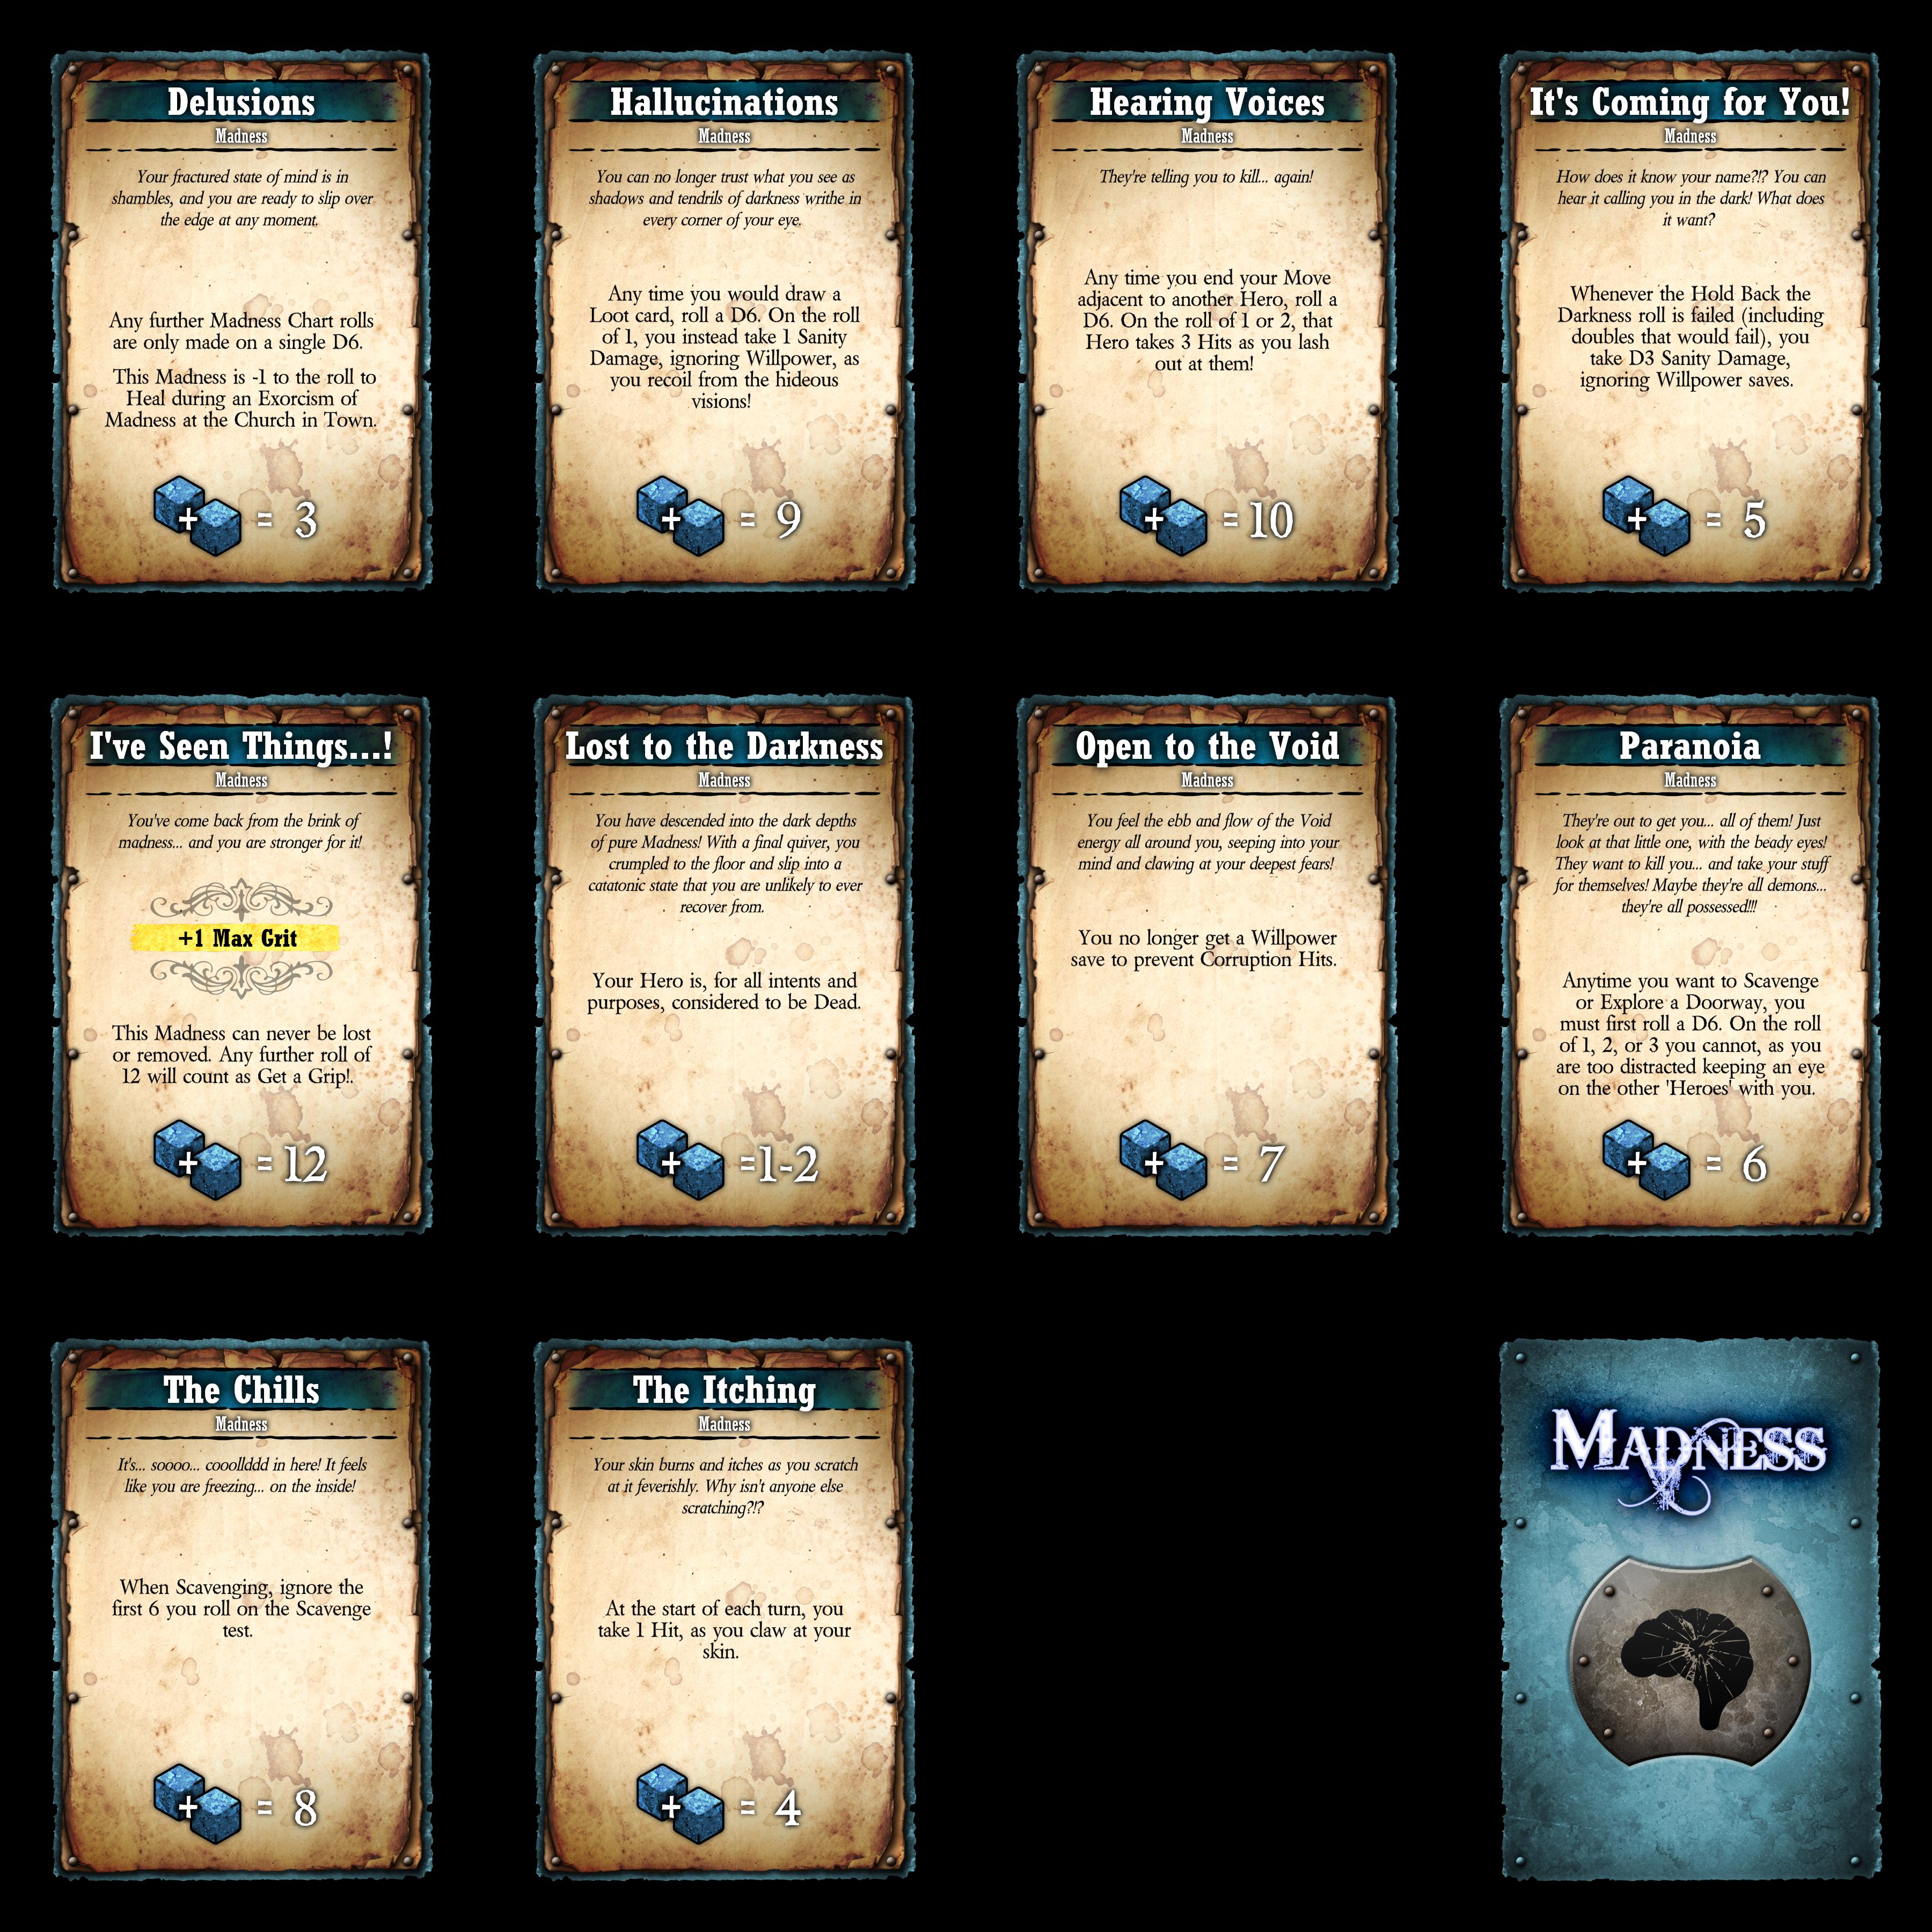 Delusions
Madness
Your fractured state of mind is in
shambles, and you are ready to slip over
the edge at any moment.
Any further Madness Chart rolls
are only made on a single D6.
This Madness is -1 to the roll to
Heal during an Exorcism of
Madness at the Church in Town.
+ = 3
Hallucinations
Madness
You can no longer trust what you see as
shadows and tendrils of darkness writhe in
every corner of your eye.
Any time you would draw a
Loot card, roll a D6. On the roll
of 1, you instead take 1 Sanity
Damage, ignoring Willpower, as
you recoil from the hideous
visions!
+ = 9
Hearing Voices
Madness
They're telling you to kill... again!
Any time you end your Move
adjacent to another Hero, roll a
D6. On the roll of 1 or 2, that
Hero takes 3 Hits as you lash
out at them!
+ = 10
It's Coming for You!
Madness
How does it know your name?!? You can
hear it calling you in the dark! What does
it want?
Whenever the Hold Back the
Darkness roll is failed (including
doubles that would fail), you
take D3 Sanity Damage,
ignoring Willpower saves.
+ = 5
I've Seen Things...!
Madness
You've come back from the brink of
madness... and you are stronger for it!
+1 Max Grit
This Madness can never be lost
or removed. Any further roll of
12 will count as Get a Grip!.
+ = 12
Lost to the Darkness
Madness
You have descended into the dark depths
of pure Madness! With a final quiver, you
crumpled to the floor and slip into a
catatonic state that you are unlikely to ever
recover from.
Your Hero is, for all intents and
purposes, considered to be Dead.
+ =1-2
Open to the Void
Madness
You feel the ebb and flow of the Void
energy all around you, seeping into your
mind and clawing at your deepest fears!
You no longer get a Willpower
save to prevent Corruption Hits.
+ = 7
Paranoia
Madness
They're out to get you... all of them! Just
look at that little one, with the beady eyes!
They want to kill you... and take your stuff
for themselves! Maybe they're all demons...
they're all possessed!!!
Anytime you want to Scavenge
or Explore a Doorway, you
must first roll a D6. On the roll
of 1, 2, or 3 you cannot, as you
are too distracted keeping an eye
on the other 'Heroes' with you.
+ = 6
The Chills
Madness
It's... soooo... cooollddd in here! It feels
like you are freezing... on the inside!
When Scavenging, ignore the
first 6 you roll on the Scavenge
test.
+ = 8
The Itching
Madness
Your skin burns and itches as you scratch
at it feverishly. Why isn't anyone else
scratching?!?
At the start of each turn, you
take 1 Hit, as you claw at your
skin.
+ = 4
Madness